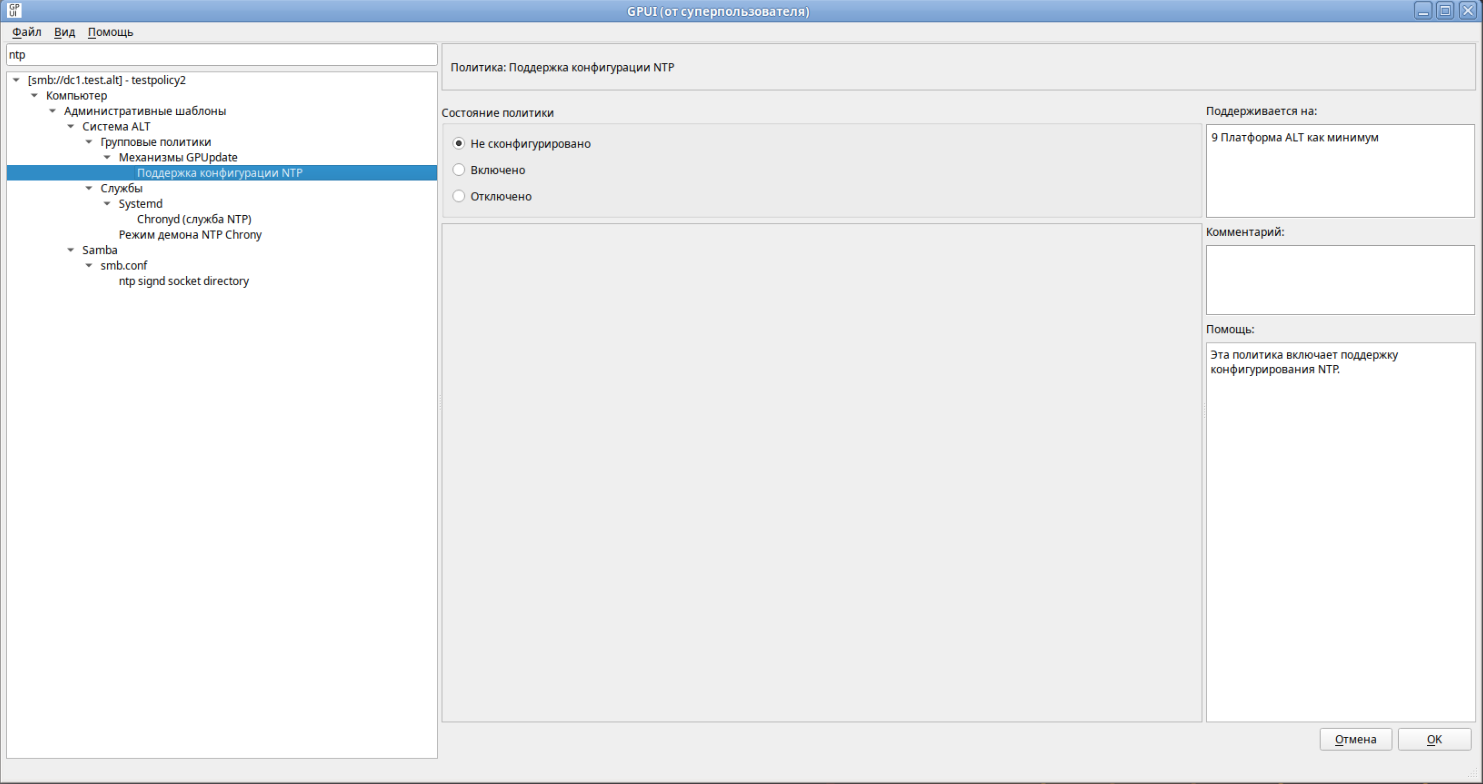 GPUI (от суперпользователя)
GP
UI
Файл Вид Помощь
ntp
[smb://dc1.test.alt] - testpolicy2
Компьютер
Административные шаблоны
Система ALT
Групповые политики
Механизмы GPUpdate
Поддержка конфигурации NTP
Службы
Systemd
Chronyd (служба NTP)
Режим демона NTP Chrony
Samba
smb.conf
ntp signd socket directory
Политика: Поддержка конфигурации NTP
Состояние политики
Не сконфигурировано
Включено
Отключено
Поддерживается на:
9 Платформа ALT как минимум
Комментарий:
Помощь:
Эта политика включает поддержку
конфигурирования NTP.
Отмена
OK